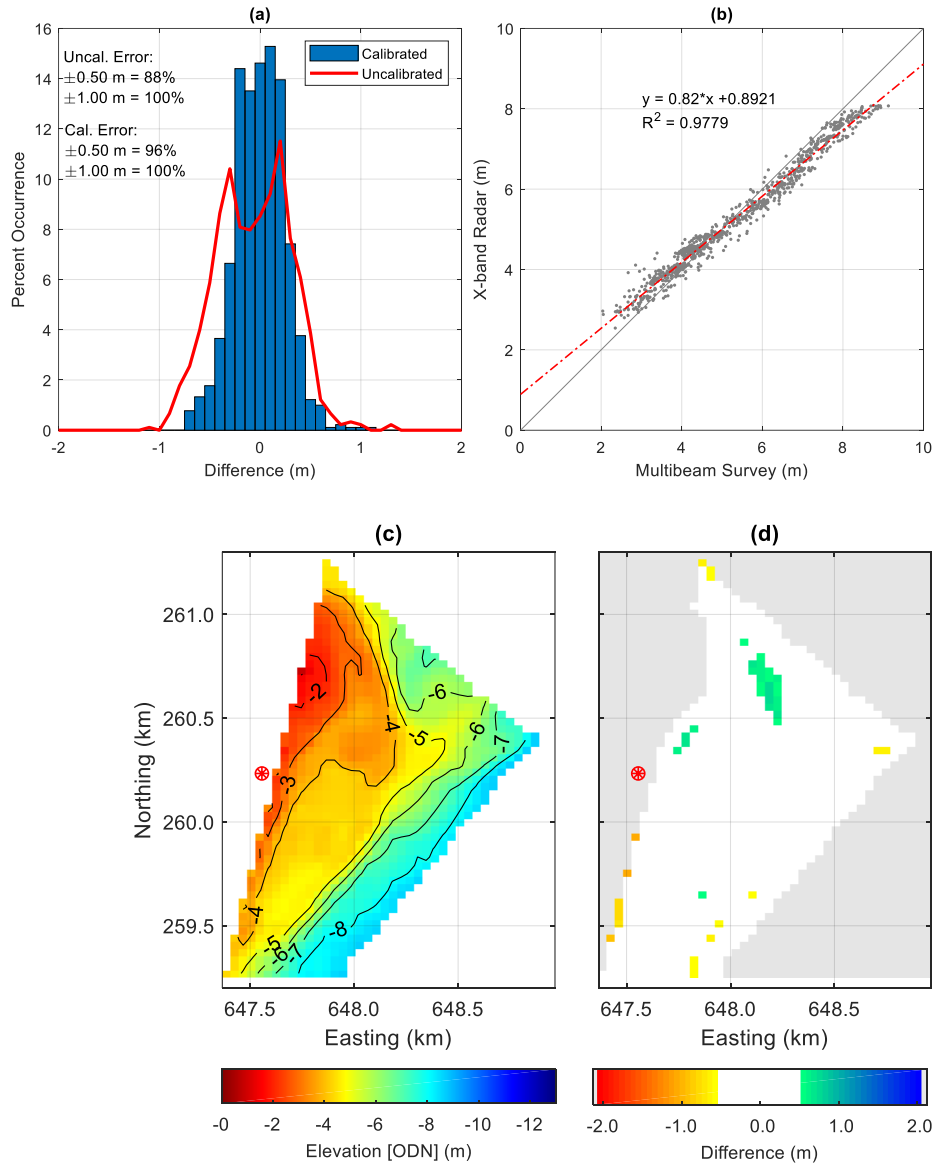 (a)
Uncal. Error:
±0.50 m = 88%
±1.00 m = 100%
Cal. Error:
±0.50 m = 96%
±1.00 m = 100%
Calibrated
Uncalibrated
16
14
12
10
8
6
4
2
0
Percent Occurrence
-2 -1 0 1 2
Difference (m)
(b)
y = 0.82*x +0.8921
R2 = 0.9779
10
8
6
4
2
0
X-band Radar (m)
0 2 4 6 8 10
Multibeam Survey (m)
(c)
261.0
260.5
260.0
259.5
Northing (km)
-2
-6
-4
-5
-6
-7
-3
-4
-5
-6
-7
-8
647.5 648.0 648.5
Easting (km)
-0 -2 -4 -6 -8 -10 -12
Elevation [ODN] (m)
(d)
647.5 648.0 648.5
Easting (km)
-2.0 -1.0 0.0 1.0 2.0
Difference (m)